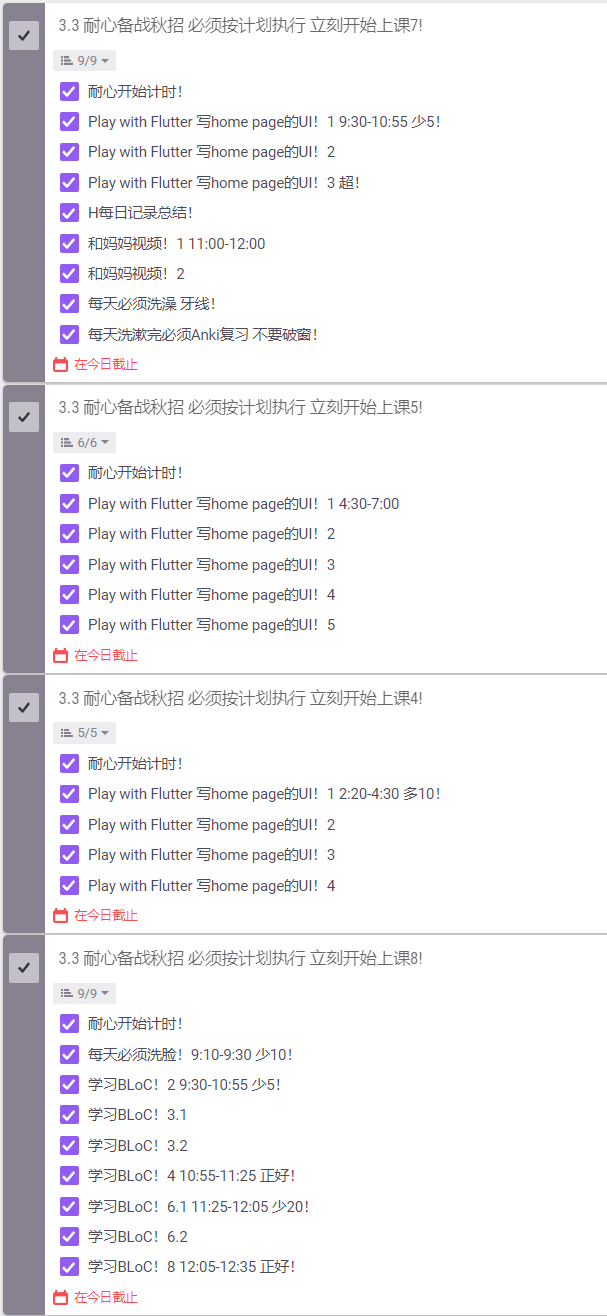 3.3 耐心备战秋招 必须按计划执行 立刻开始上课7!
9/9
耐心开始计时！
Play with Flutter 写home page的UI！1 9:30-10:55 少5！
Play with Flutter 写home page的UI！2
Play with Flutter 写home page的UI！3 超！
H每日记录总结！
和妈妈视频！1 11:00-12:00
和妈妈视频！2
每天必须洗澡 牙线！
每天洗漱完必须Anki复习 不要破窗！
在今日截止
3.3 耐心备战秋招 必须按计划执行 立刻开始上课5!
6/6
耐心开始计时！
Play with Flutter 写home page的UI！1 4:30-7:00
Play with Flutter 写home page的UI！2
Play with Flutter 写home page的UI！3
Play with Flutter 写home page的UI！4
Play with Flutter 写home page的UI！5
在今日截止
3.3 耐心备战秋招 必须按计划执行 立刻开始上课4!
5/5
耐心开始计时！
Play with Flutter 写home page的UI！1 2:20-4:30 多10！
Play with Flutter 写home page的UI！2
Play with Flutter 写home page的UI！3
Play with Flutter 写home page的UI！4
在今日截止
3.3 耐心备战秋招 必须按计划执行 立刻开始上课8!
9/9
耐心开始计时！
每天必须洗脸！9:10-9:30 少10！
学习BLoC！2 9:30-10:55 少5！
学习BLoC！3.1
学习BLoC！3.2
学习BLoC！4 10:55-11:25 正好！
学习BLoC！6.1 11:25-12:05 少20！
学习BLoC！6.2
学习BLoC！8 12:05-12:35 正好！
在今日截止